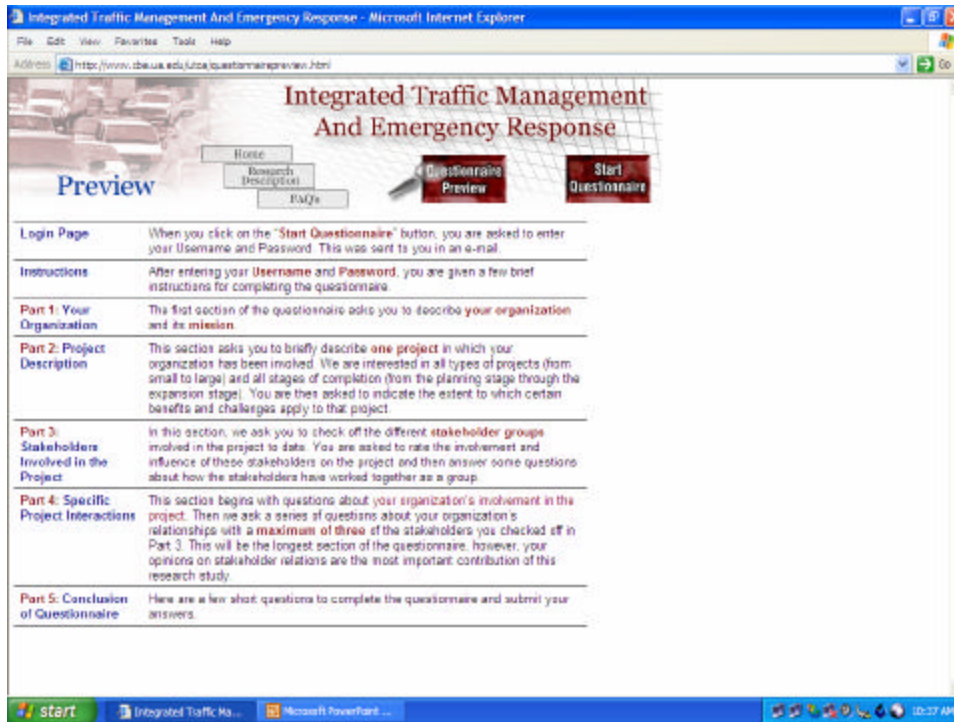 Integrated Traffic Management And Emergency Response - Microsoft Internet Explorer
File Edit View Favorites Tools Help
Address http://www.cba.ua.edu/utca/questionnairepreview.html Go
Integrated Traffic Management
And Emergency Response
Home
Research
Description
FAQ's
Questionnaire
Preview
Start
Questionnaire
Preview
Login Page
When you click on the "Start Questionnaire" button, you are asked to enter
your Username and Password. This was sent to you in an e-mail.
Instructions
After entering your Username and Password, you are given a few brief
instructions for completing the questionnaire.
Part 1: Your
Organization
The first section of the questionnaire asks you to describe your organization
and its mission.
Part 2: Project
Description
This section asks you to briefly describe one project in which your
organization has been involved. We are interested in all types of projects (from
small to large) and all stages of completion (from the planning stage through the
expansion stage). You are then asked to indicate the extent to which certain
benefits and challenges apply to that project.
Part 3:
Stakeholders
Involved in the
Project
In this section, we ask you to check off the different stakeholder groups
involved in the project to date. You are asked to rate the involvement and
influence of these stakeholders on the project and then answer some questions
about how the stakeholders have worked together as a group.
Part 4: Specific
Project Interactions
This section begins with questions about your organization's involvement in the
project. Then we ask a series of questions about your organization's
relationships with a maximum of three of the stakeholders you checked off in
Part 3. This will be the longest section of the questionnaire, however, your
opinions on stakeholder relations are the most important contribution of this
research study.
Part 5: Conclusion
of Questionnaire
Here are a few short questions to complete the questionnaire and submit your
answers.
start
Integrated Traffic Ma...
Microsoft PowerPoint ...
10:37 AM